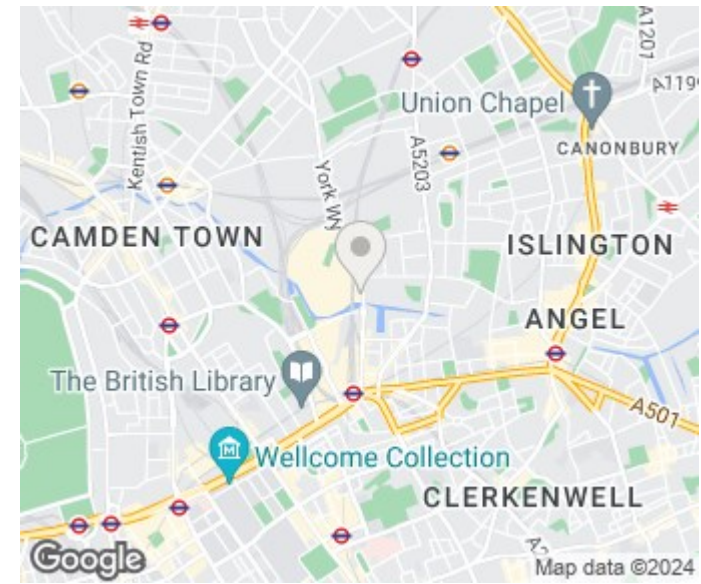 A1201
A1199
Kentish Town Rd
Union Chapel
A5203
CANONBURY
York Wy
CAMDEN TOWN
ISLINGTON
ANGEL
The British Library
A501
Wellcome Collection
CLERKENWELL
Google
Map data ©2024